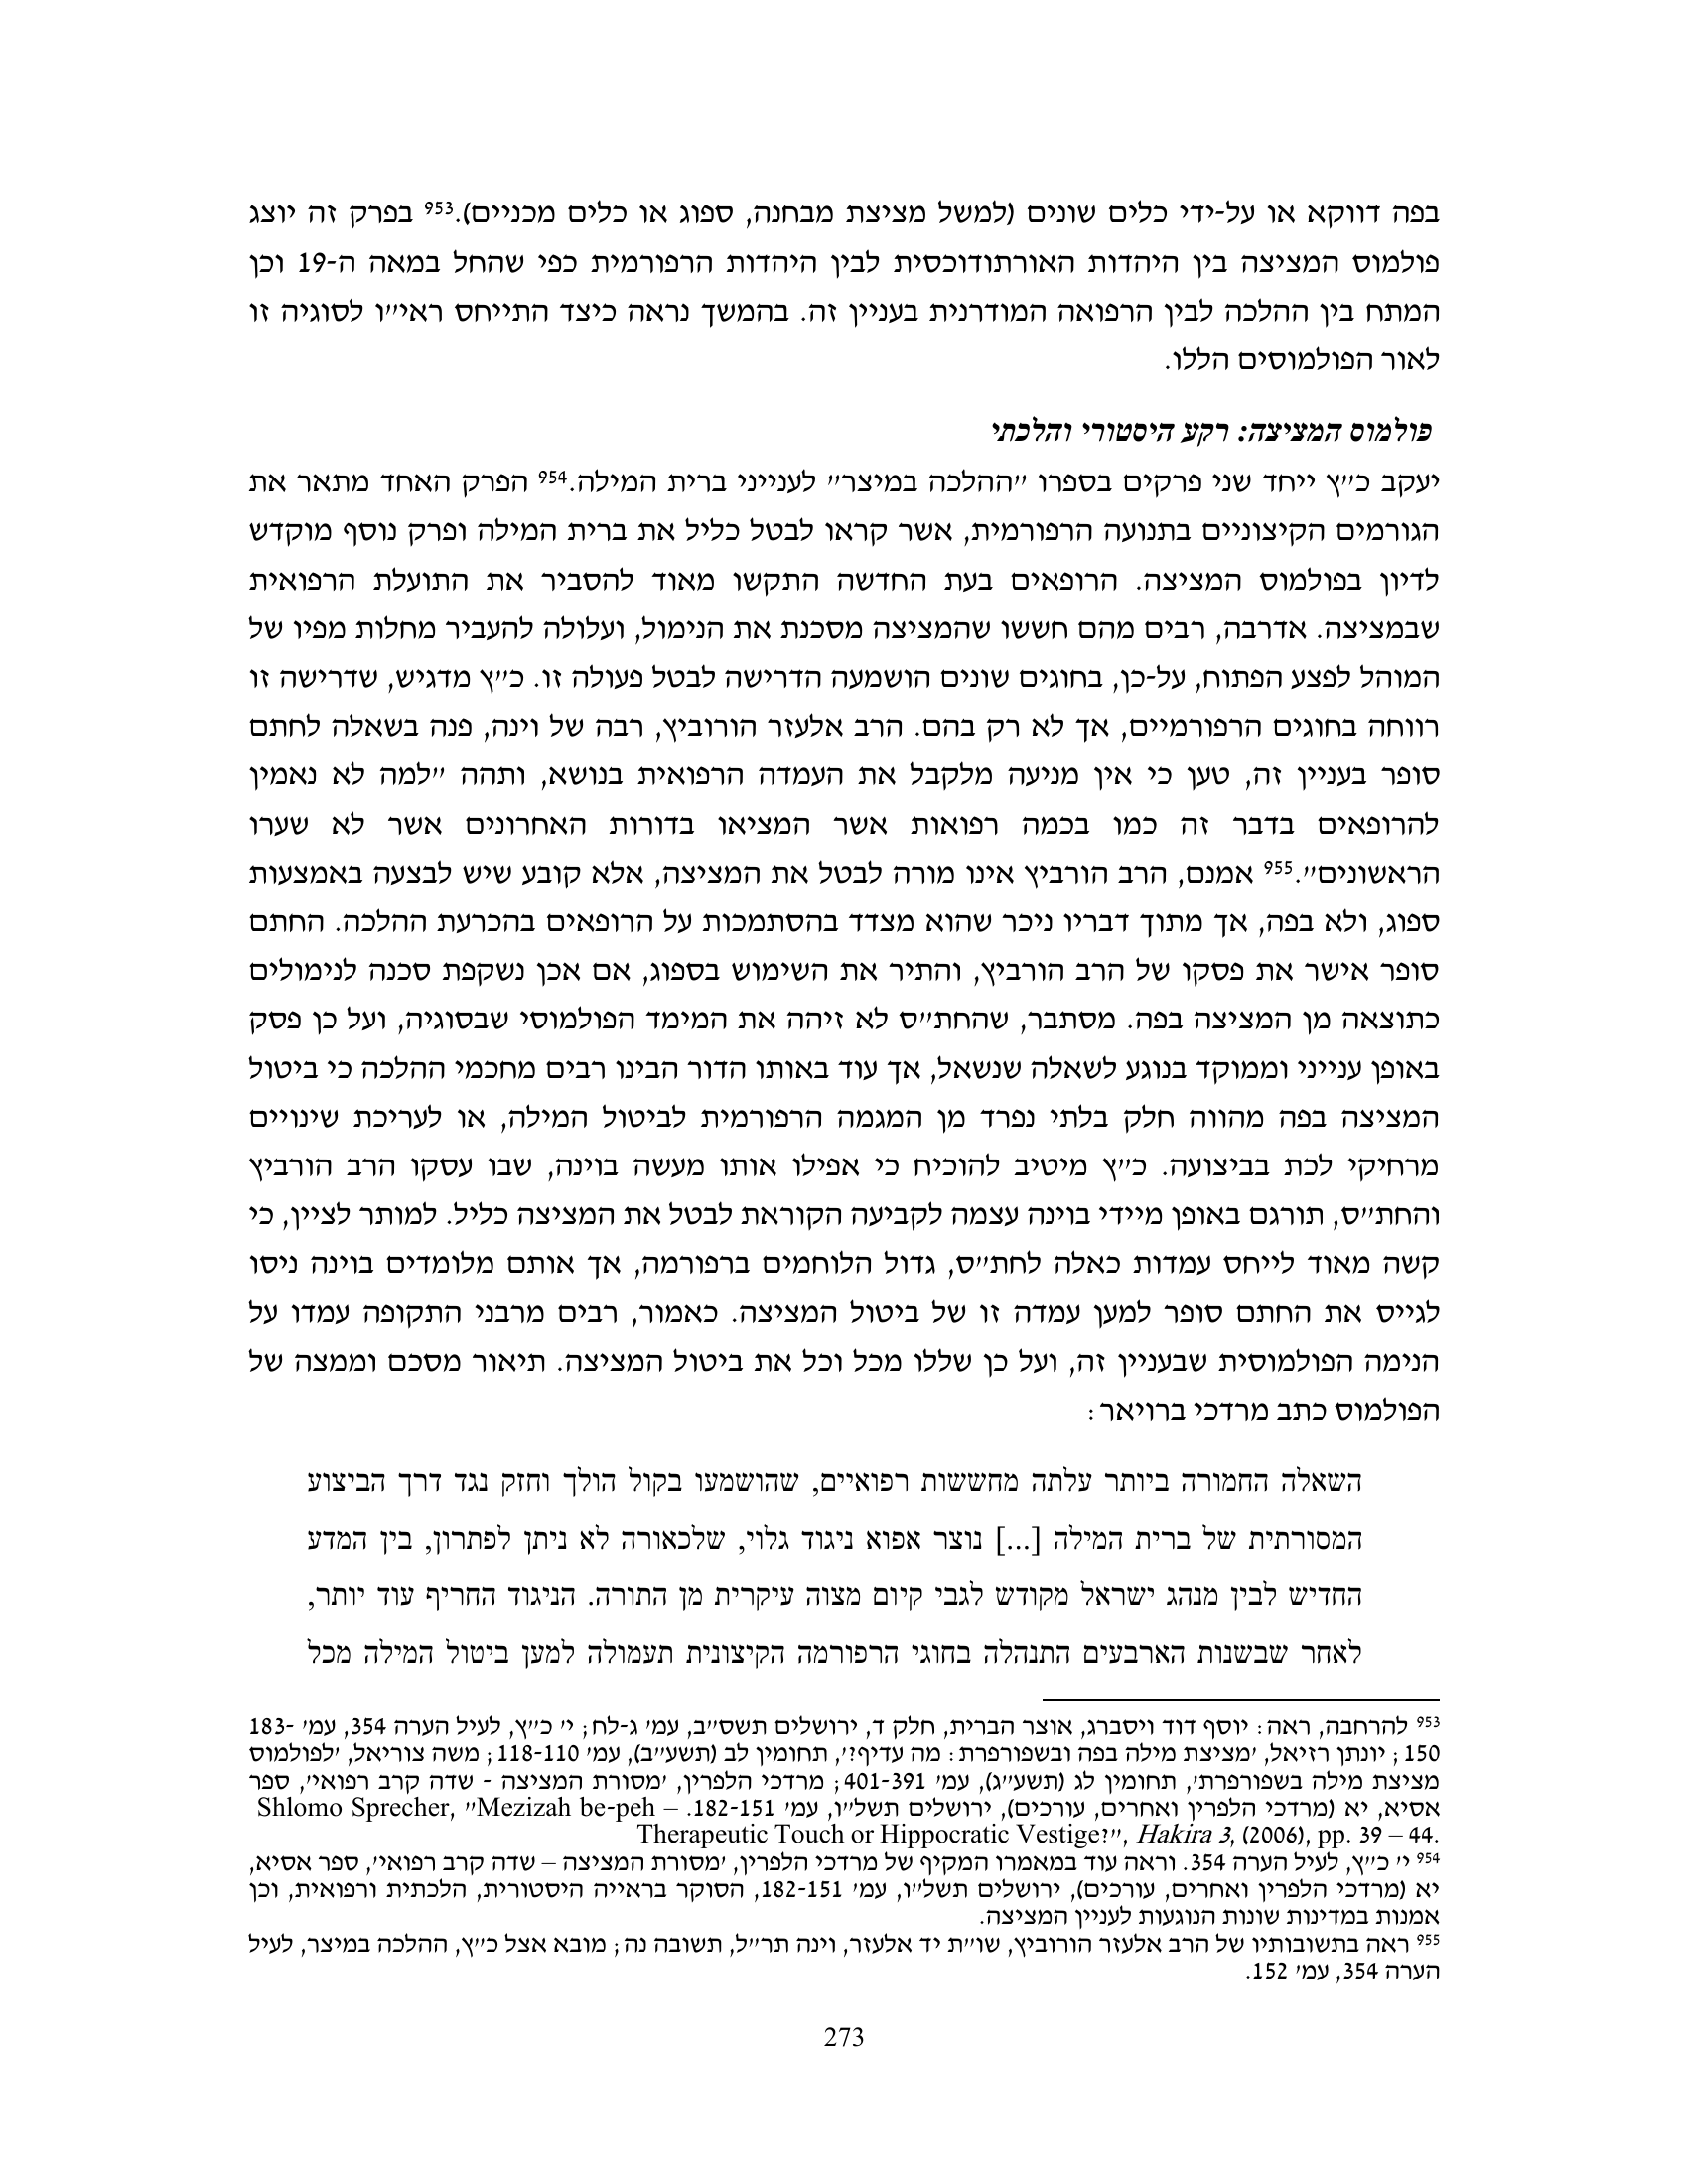 בפה דווקא או על-ידי כלים שונים (למשל מציצת מבחנה, ספוג או כלים מכניים).953 בפרק זה יוצג
פולמוס המציצה בין היהדות האורתודוכסית לבין היהדות הרפורמית כפי שהחל במאה ה-19 וכן
המתח בין ההלכה לבין הרפואה המודרנית בעניין זה. בהמשך נראה כיצד התייחס ראי״ו לסוגיה זו
לאור הפולמוסים הללו.
פולמוס המציצה: רקע היסטורי והלכתי
יעקב כ״ץ ייחד שני פרקים בספרו ״ההלכה במיצר״ לענייני ברית המילה.954 הפרק האחד מתאר את
הגורמים הקיצוניים בתנועה הרפורמית, אשר קראו לבטל כליל את ברית המילה ופרק נוסף מוקדש
לדיון בפולמוס המציצה. הרופאים בעת החדשה התקשו מאוד להסביר את התועלת הרפואית
שבמציצה. אדרבה, רבים מהם חששו שהמציצה מסכנת את הנימול, ועלולה להעביר מחלות מפיו של
המוהל לפצע הפתוח, על-כן, בחוגים שונים הושמעה הדרישה לבטל פעולה זו. כ״ץ מדגיש, שדרישה זו
רווחה בחוגים הרפורמיים, אך לא רק בהם. הרב אלעזר הורוביץ, רבה של וינה, פנה בשאלה לחתם
סופר בעניין זה, טען כי אין מניעה מלקבל את העמדה הרפואית בנושא, ותהה ״למה לא נאמין
להרופאים בדבר זה כמו בכמה רפואות אשר המציאו בדורות האחרונים אשר לא שערו
הראשונים״.955 אמנם, הרב הורביץ אינו מורה לבטל את המציצה, אלא קובע שיש לבצעה באמצעות
ספוג, ולא בפה, אך מתוך דבריו ניכר שהוא מצדד בהסתמכות על הרופאים בהכרעת ההלכה. החתם
סופר אישר את פסקו של הרב הורביץ, והתיר את השימוש בספוג, אם אכן נשקפת סכנה לנימולים
כתוצאה מן המציצה בפה. מסתבר, שהחת״ס לא זיהה את המימד הפולמוסי שבסוגיה, ועל כן פסק
באופן ענייני וממוקד בנוגע לשאלה שנשאל, אך עוד באותו הדור הבינו רבים מחכמי ההלכה כי ביטול
המציצה בפה מהווה חלק בלתי נפרד מן המגמה הרפורמית לביטול המילה, או לעריכת שינויים
מרחיקי לכת בביצועה. כ״ץ מיטיב להוכיח כי אפילו אותו מעשה בוינה, שבו עסקו הרב הורביץ
והחת״ס, תורגם באופן מיידי בוינה עצמה לקביעה הקוראת לבטל את המציצה כליל. למותר לציין, כי
קשה מאוד לייחס עמדות כאלה לחת״ס, גדול הלוחמים ברפורמה, אך אותם מלומדים בוינה ניסו
לגייס את החתם סופר למען עמדה זו של ביטול המציצה. כאמור, רבים מרבני התקופה עמדו על
הנימה הפולמוסית שבעניין זה, ועל כן שללו מכל וכל את ביטול המציצה. תיאור מסכם וממצה של
הפולמוס כתב מרדכי ברויאר:
השאלה החמורה ביותר עלתה מחששות רפואיים, שהושמעו בקול הולך וחזק נגד דרך הביצוע
המסורתית של ברית המילה [...] נוצר אפוא ניגוד גלוי, שלכאורה לא ניתן לפתרון, בין המדע
החדיש לבין מנהג ישראל מקודש לגבי קיום מצוה עיקרית מן התורה. הניגוד החריף עוד יותר,
לאחר שבשנות הארבעים התנהלה בחוגי הרפורמה הקיצונית תעמולה למען ביטול המילה מכל
953 להרחבה, ראה: יוסף דוד ויסברג, אוצר הברית, חלק ד, ירושלים תשס״ב, עמ׳ ג-לח; י׳ כ״ץ, לעיל הערה 354, עמ׳ 183-
150; יונתן רזיאל, ׳מציצת מילה בפה ובשפורפרת: מה עדיף?׳, תחומין לב (תשע״ב), עמ׳ 118-110; משה צוריאל, ׳לפולמוס
מציצת מילה בשפורפרת׳, תחומין לג (תשע״ג), עמ׳ 401-391; מרדכי הלפרין, ׳מסורת המציצה - שדה קרב רפואי׳, ספר
אסיא, יא (מרדכי הלפרין ואחרים, עורכים), ירושלים תשל״ו, עמ׳ 182-151. Shlomo Sprecher, ״Mezizah be-peh –
Therapeutic Touch or Hippocratic Vestige?״, Hakira 3, (2006), pp. 39 – 44.
954 י׳ כ״ץ, לעיל הערה 354. וראה עוד במאמרו המקיף של מרדכי הלפרין, ׳מסורת המציצה – שדה קרב רפואי׳, ספר אסיא,
יא (מרדכי הלפרין ואחרים, עורכים), ירושלים תשל״ו, עמ׳ 182-151, הסוקר בראייה היסטורית, הלכתית ורפואית, וכן
אמנות במדינות שונות הנוגעות לעניין המציצה.
955 ראה בתשובותיו של הרב אלעזר הורוביץ, שו״ת יד אלעזר, וינה תר״ל, תשובה נה; מובא אצל כ״ץ, ההלכה במיצר, לעיל
הערה 354, עמ׳ 152.
273